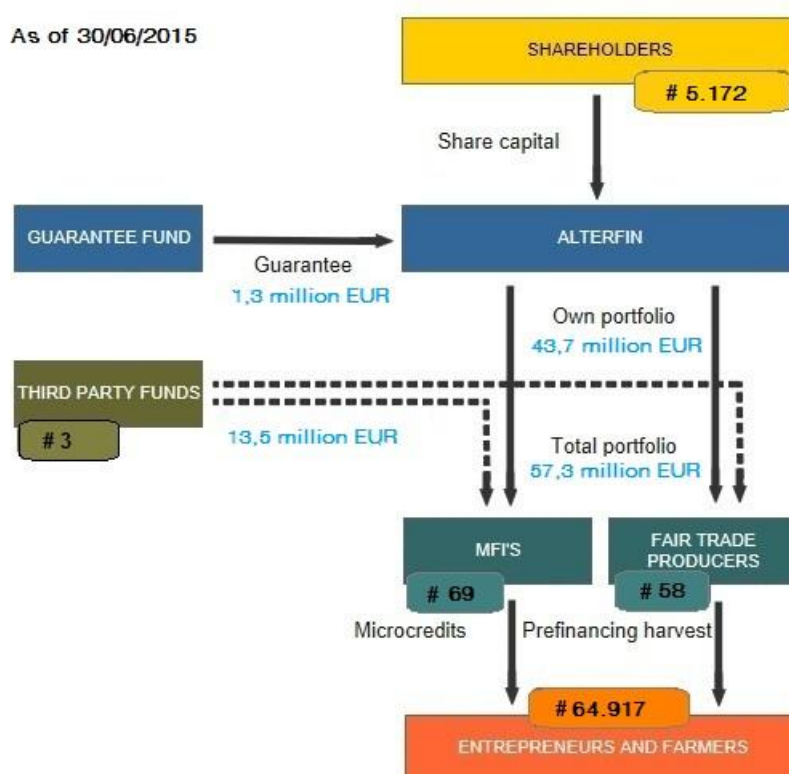 As of 30/06/2015
SHAREHOLDERS
# 5.172
Share capital
GUARANTEE FUND
ALTERFIN
Guarantee
1,3 million EUR
Own portfolio
43,7 million EUR
THIRD PARTY FUNDS
# 3
13,5 million EUR
Total portfolio
57,3 million EUR
MFI'S
FAIR TRADE
PRODUCERS
# 69
# 58
Microcredits
Prefinancing harvest
# 64.917
ENTREPRENEURS AND FARMERS